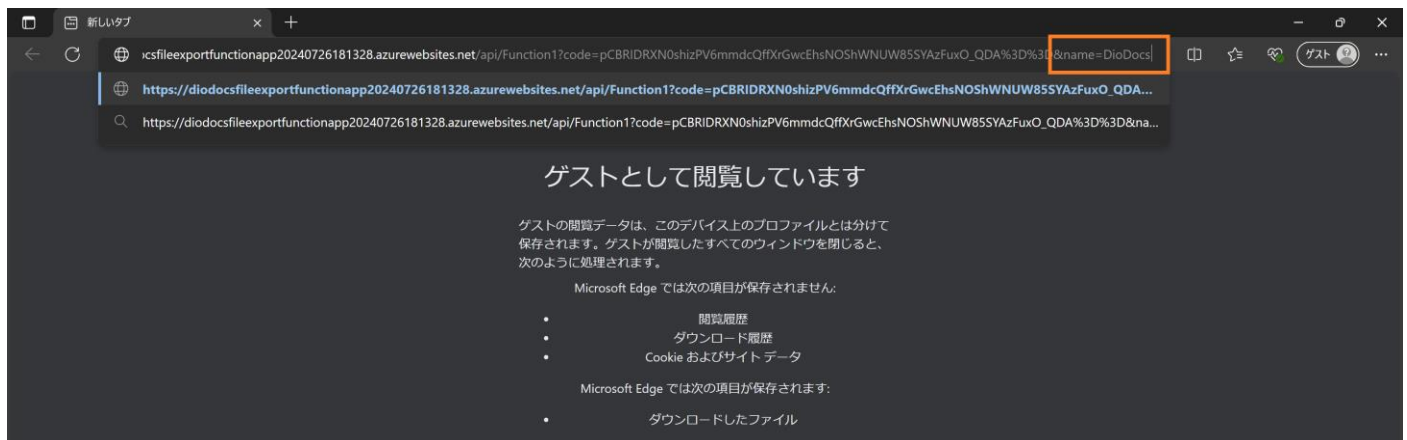 新しいタブ
ocsfileexportfunctionapp20240726181328.azurewebsites.net/api/Function1?code=pCBRIDRXN0shizPV6mmdcQffXrGwcEhsNOShWNUW85SYAzFuxO_QDA%3D%3D&name=DioDocs
ゲスト
https://diodocsfileexportfunctionapp20240726181328.azurewebsites.net/api/Function1?code=pCBRIDRXN0shizPV6mmdcQffXrGwcEhsNOShWNUW85SYAzFuxO_QDA...
https://diodocsfileexportfunctionapp20240726181328.azurewebsites.net/api/Function1?code=pCBRIDRXN0shizPV6mmdcQffXrGwcEhsNOShWNUW85SYAzFuxO_QDA%3D%3D&na...
ゲストとして閲覧しています
ゲストの閲覧データは、このデバイス上のプロファイルとは分けて
保存されます。ゲストが閲覧したすべてのウィンドウを閉じると、
次のように処理されます。
Microsoft Edge では次の項目が保存されません:
• 閲覧履歴
• ダウンロード履歴
• Cookie およびサイト データ
Microsoft Edge では次の項目が保存されます:
• ダウンロードしたファイル